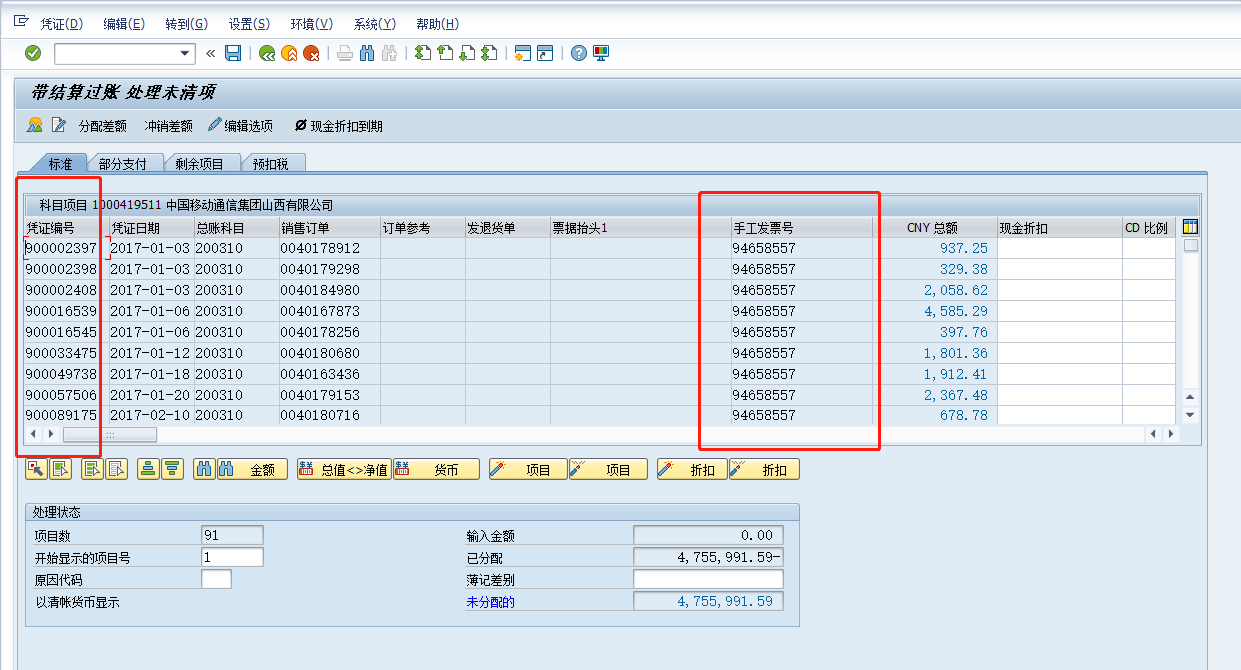 凭证(D) 编辑(E) 转到(G) 设置(S) 环境(V) 系统(Y) 帮助(H)
带结算过账 处理未清项
分配差额 冲销差额 编辑选项 现金折扣到期
标准 部分支付 剩余项目 预扣税
科目项目 1000419511 中国移动通信集团山西有限公司
凭证编号 凭证日期 总账科目 销售订单 订单参考 发退货单 票据抬头1 手工发票号 CNY 总额 现金折扣 CD 比例
900002397 2017-01-03 200310 0040178912 94658557 937.25
900002398 2017-01-03 200310 0040179298 94658557 329.38
900002408 2017-01-03 200310 0040184980 94658557 2,058.62
900016539 2017-01-06 200310 0040167873 94658557 4,585.29
900016545 2017-01-06 200310 0040178256 94658557 397.76
900033475 2017-01-12 200310 0040180680 94658557 1,801.36
900049738 2017-01-18 200310 0040163436 94658557 1,912.41
900057506 2017-01-20 200310 0040179153 94658557 2,367.48
900089175 2017-02-10 200310 0040180716 94658557 678.78
金额 总值<>净值 货币 项目 项目 折扣 折扣
处理状态
项目数 91 输入金额 0.00
开始显示的项目号 1 已分配 4,755,991.59-
原因代码 薄记差别
以清帐货币显示 未分配的 4,755,991.59